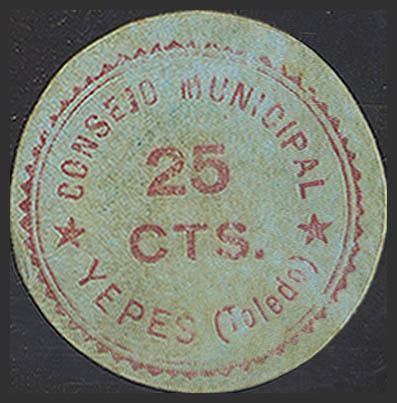 CONSEJO MUNICIPAL
25
CTS.
YEPES (Toledo)